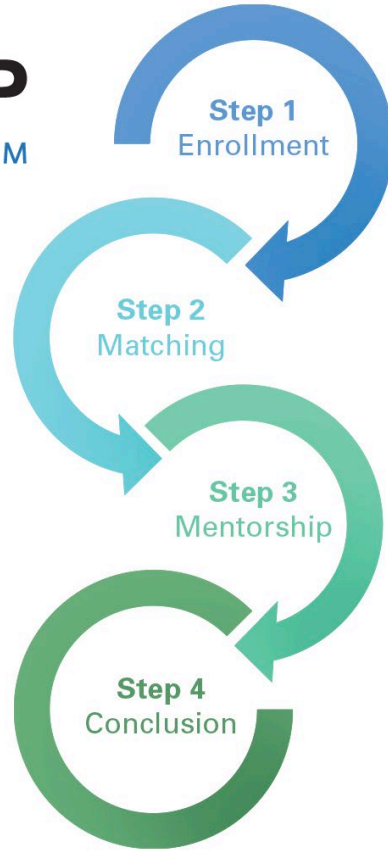 P
M
Step 1
Enrollment
Step 2
Matching
Step 3
Mentorship
Step 4
Conclusion